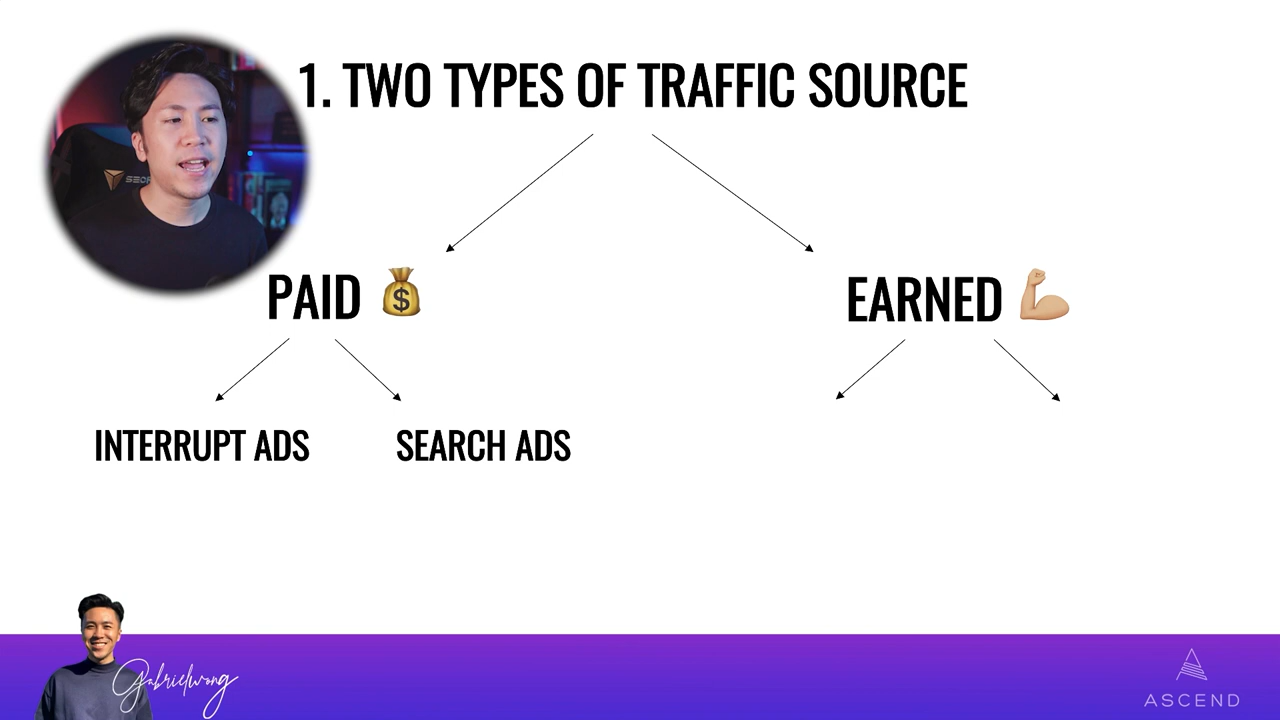 1. TWO TYPES OF TRAFFIC SOURCE
PAID
EARNED
INTERRUPT ADS
SEARCH ADS
Gabrielwong
ASCEND